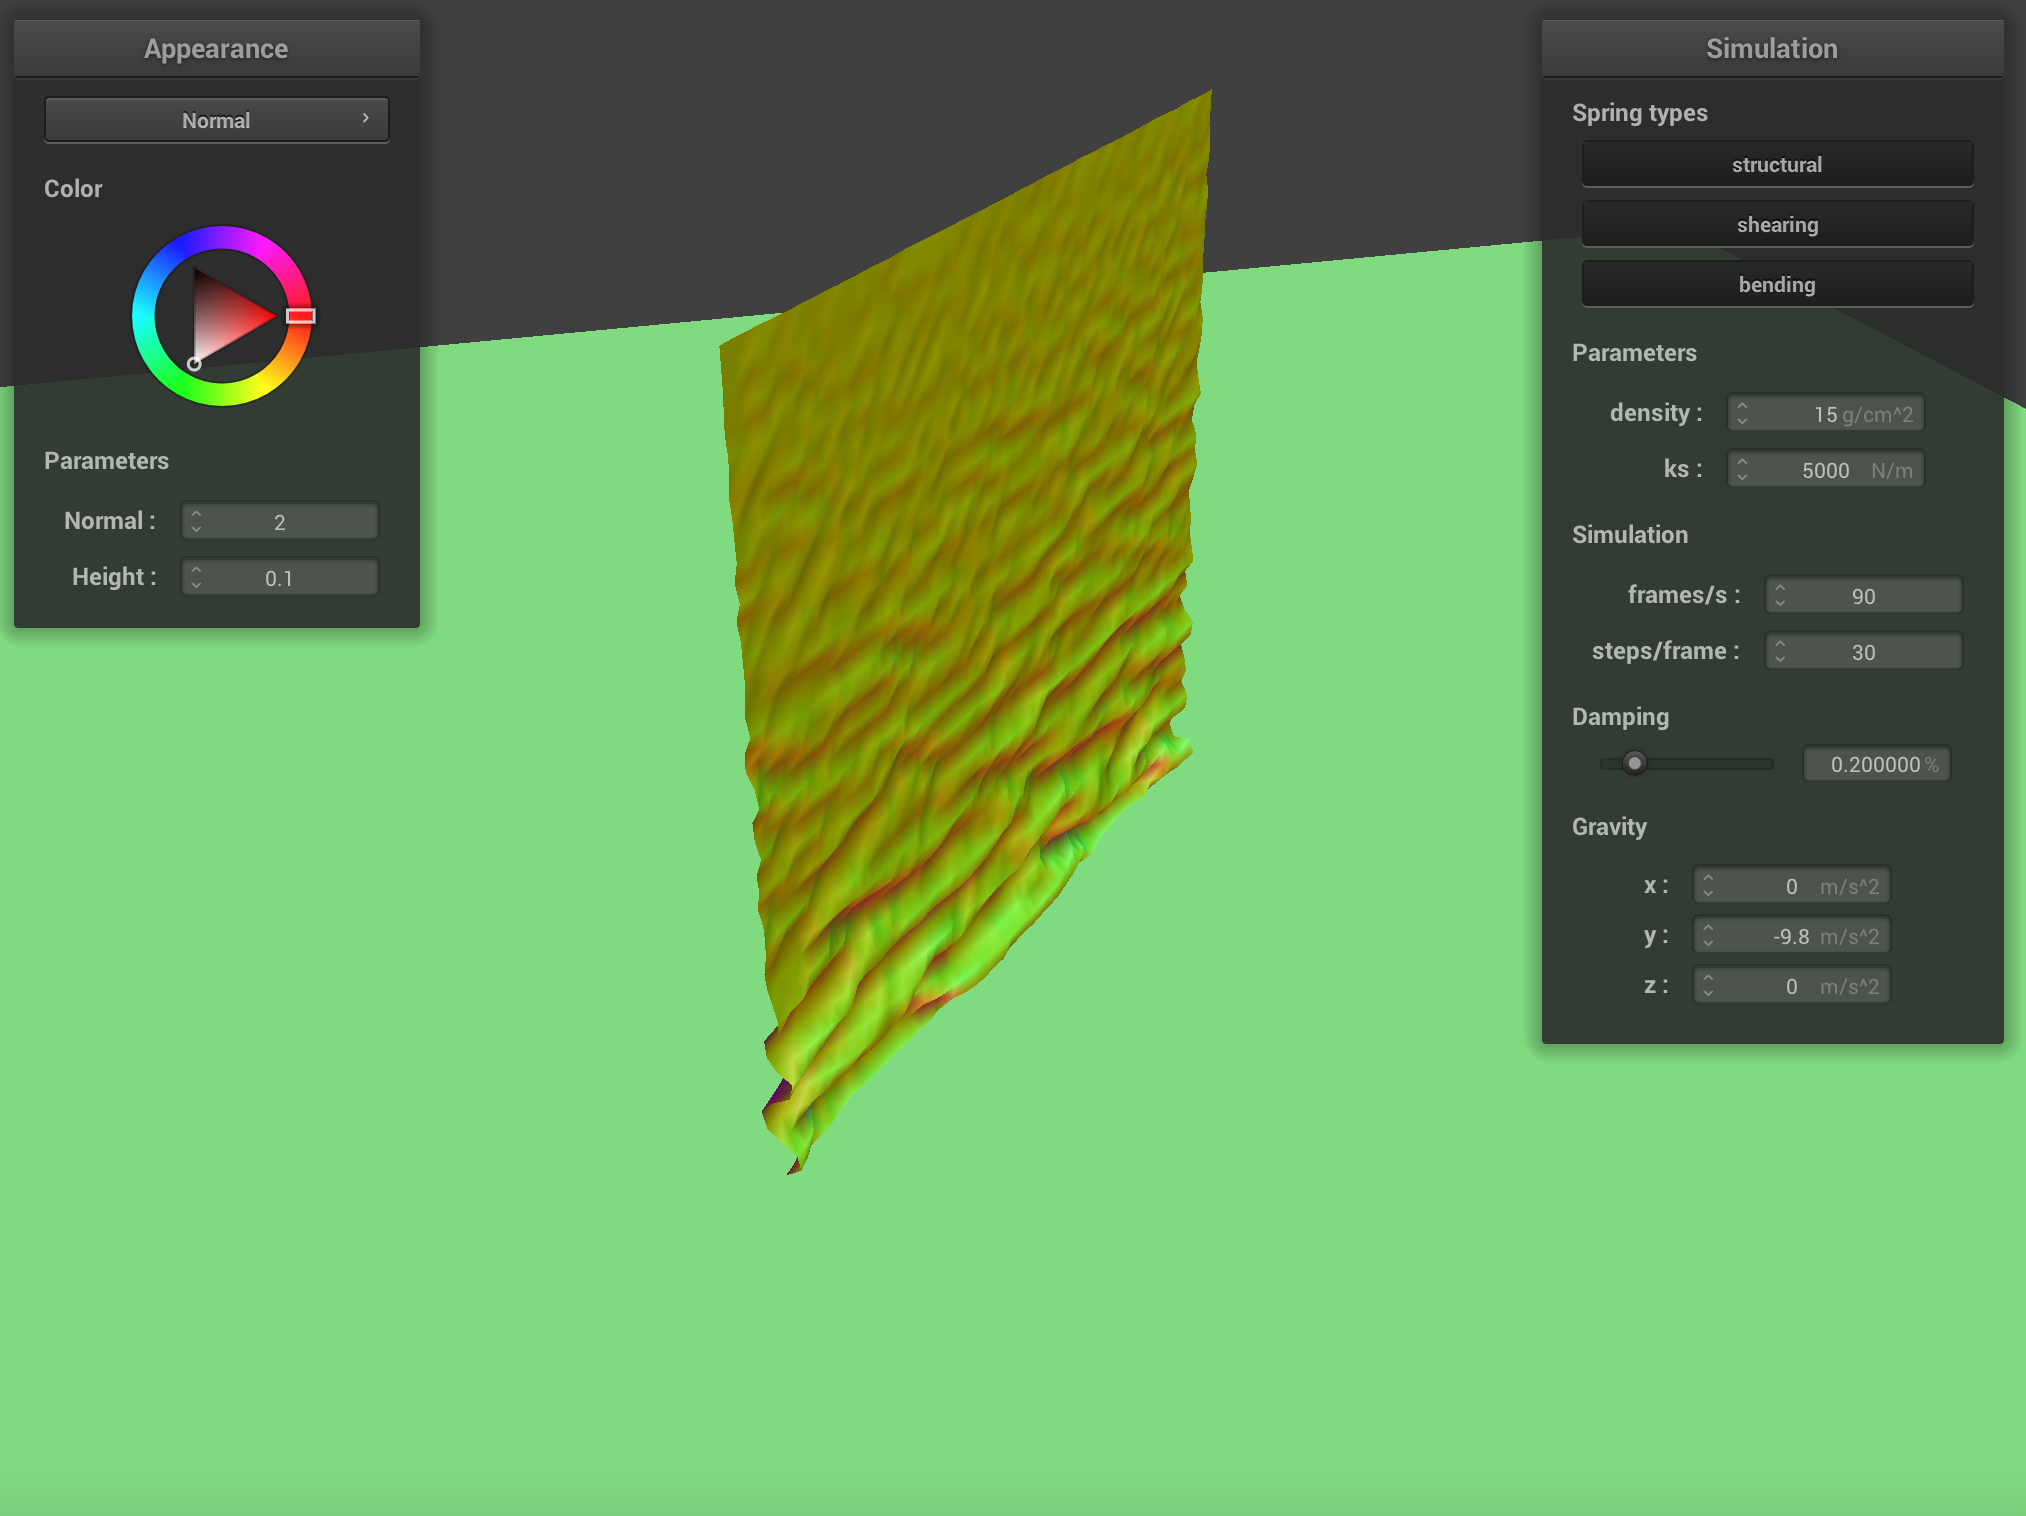 Appearance
Normal
Color
Parameters
Normal : 2
Height : 0.1
Simulation
Spring types
structural
shearing
bending
Parameters
density : 15 g/cm^2
ks : 5000 N/m
Simulation
frames/s : 90
steps/frame : 30
Damping
0.200000 %
Gravity
x : 0 m/s^2
y : -9.8 m/s^2
z : 0 m/s^2